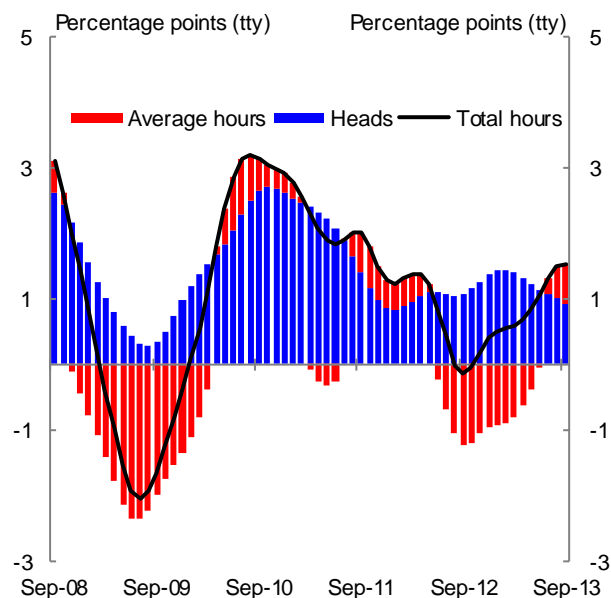 Percentage points (tty) Percentage points (tty)
5 5
Average hours Heads Total hours
3 3
1 1
-1 -1
-3 -3
Sep-08 Sep-09 Sep-10 Sep-11 Sep-12 Sep-13